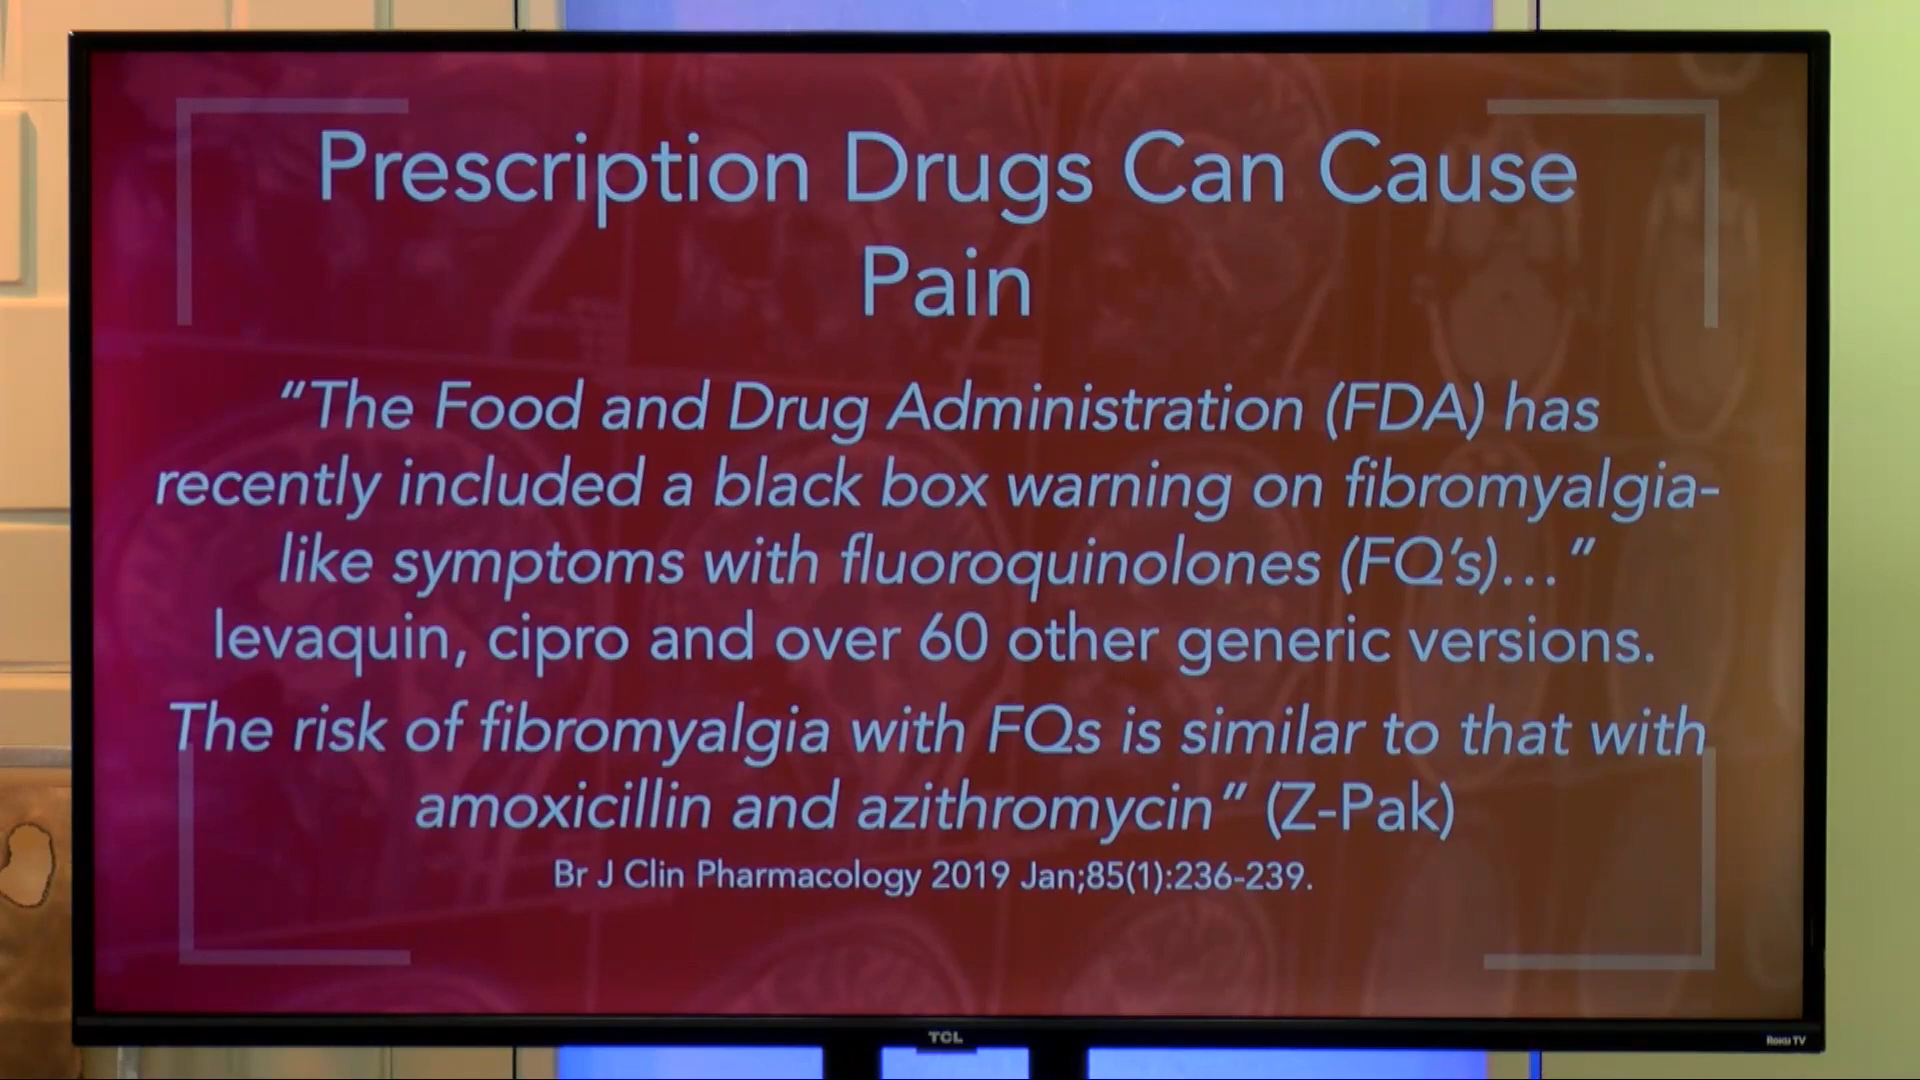 Prescription Drugs Can Cause
Pain
“The Food and Drug Administration (FDA) has
recently included a black box warning on fibromyalgia-
like symptoms with fluoroquinolones (FQ’s)…”
levaquin, cipro and over 60 other generic versions.
The risk of fibromyalgia with FQs is similar to that with
amoxicillin and azithromycin” (Z-Pak)
Br J Clin Pharmacology 2019 Jan;85(1):236-239.
TCL
Roku TV